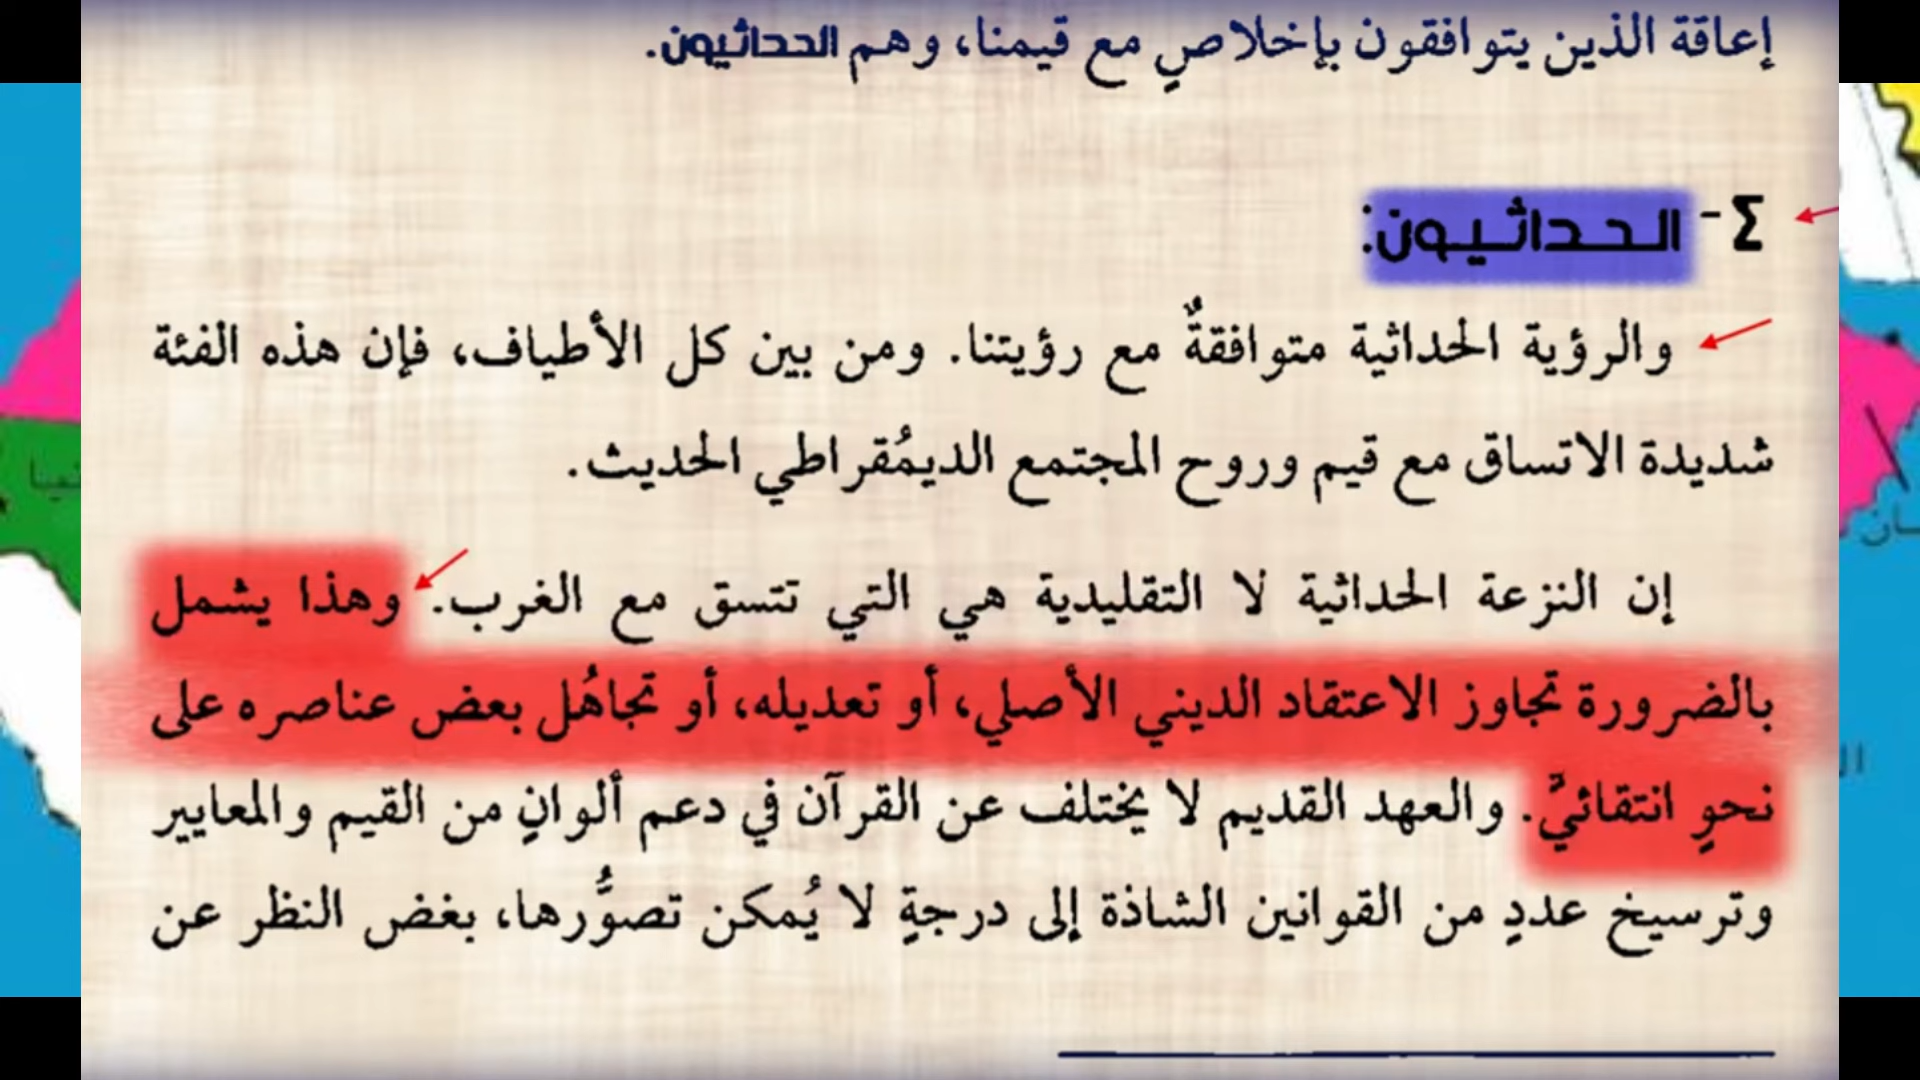 إعاقة الذين يتوافقون بإخلاصٍ مع قيمنا، وهم الحداثيون.
٤- الحداثيون:
والرؤية الحداثية متوافقةٌ مع رؤيتنا. ومن بين كل الأطياف، فإن هذه الفئة
شديدة الاتساق مع قيم وروح المجتمع الديمُقراطي الحديث.
إن النزعة الحداثية لا التقليدية هي التي تتسق مع الغرب. وهذا يشمل
بالضرورة تجاوز الاعتقاد الديني الأصلي، أو تعديله، أو تجاهُل بعض عناصره على
نحوٍ انتقائيٍّ. والعهد القديم لا يختلف عن القرآن في دعم ألوانٍ من القيم والمعايير
وترسيخ عددٍ من القوانين الشاذة إلى درجةٍ لا يُمكن تصوُّرها، بغض النظر عن